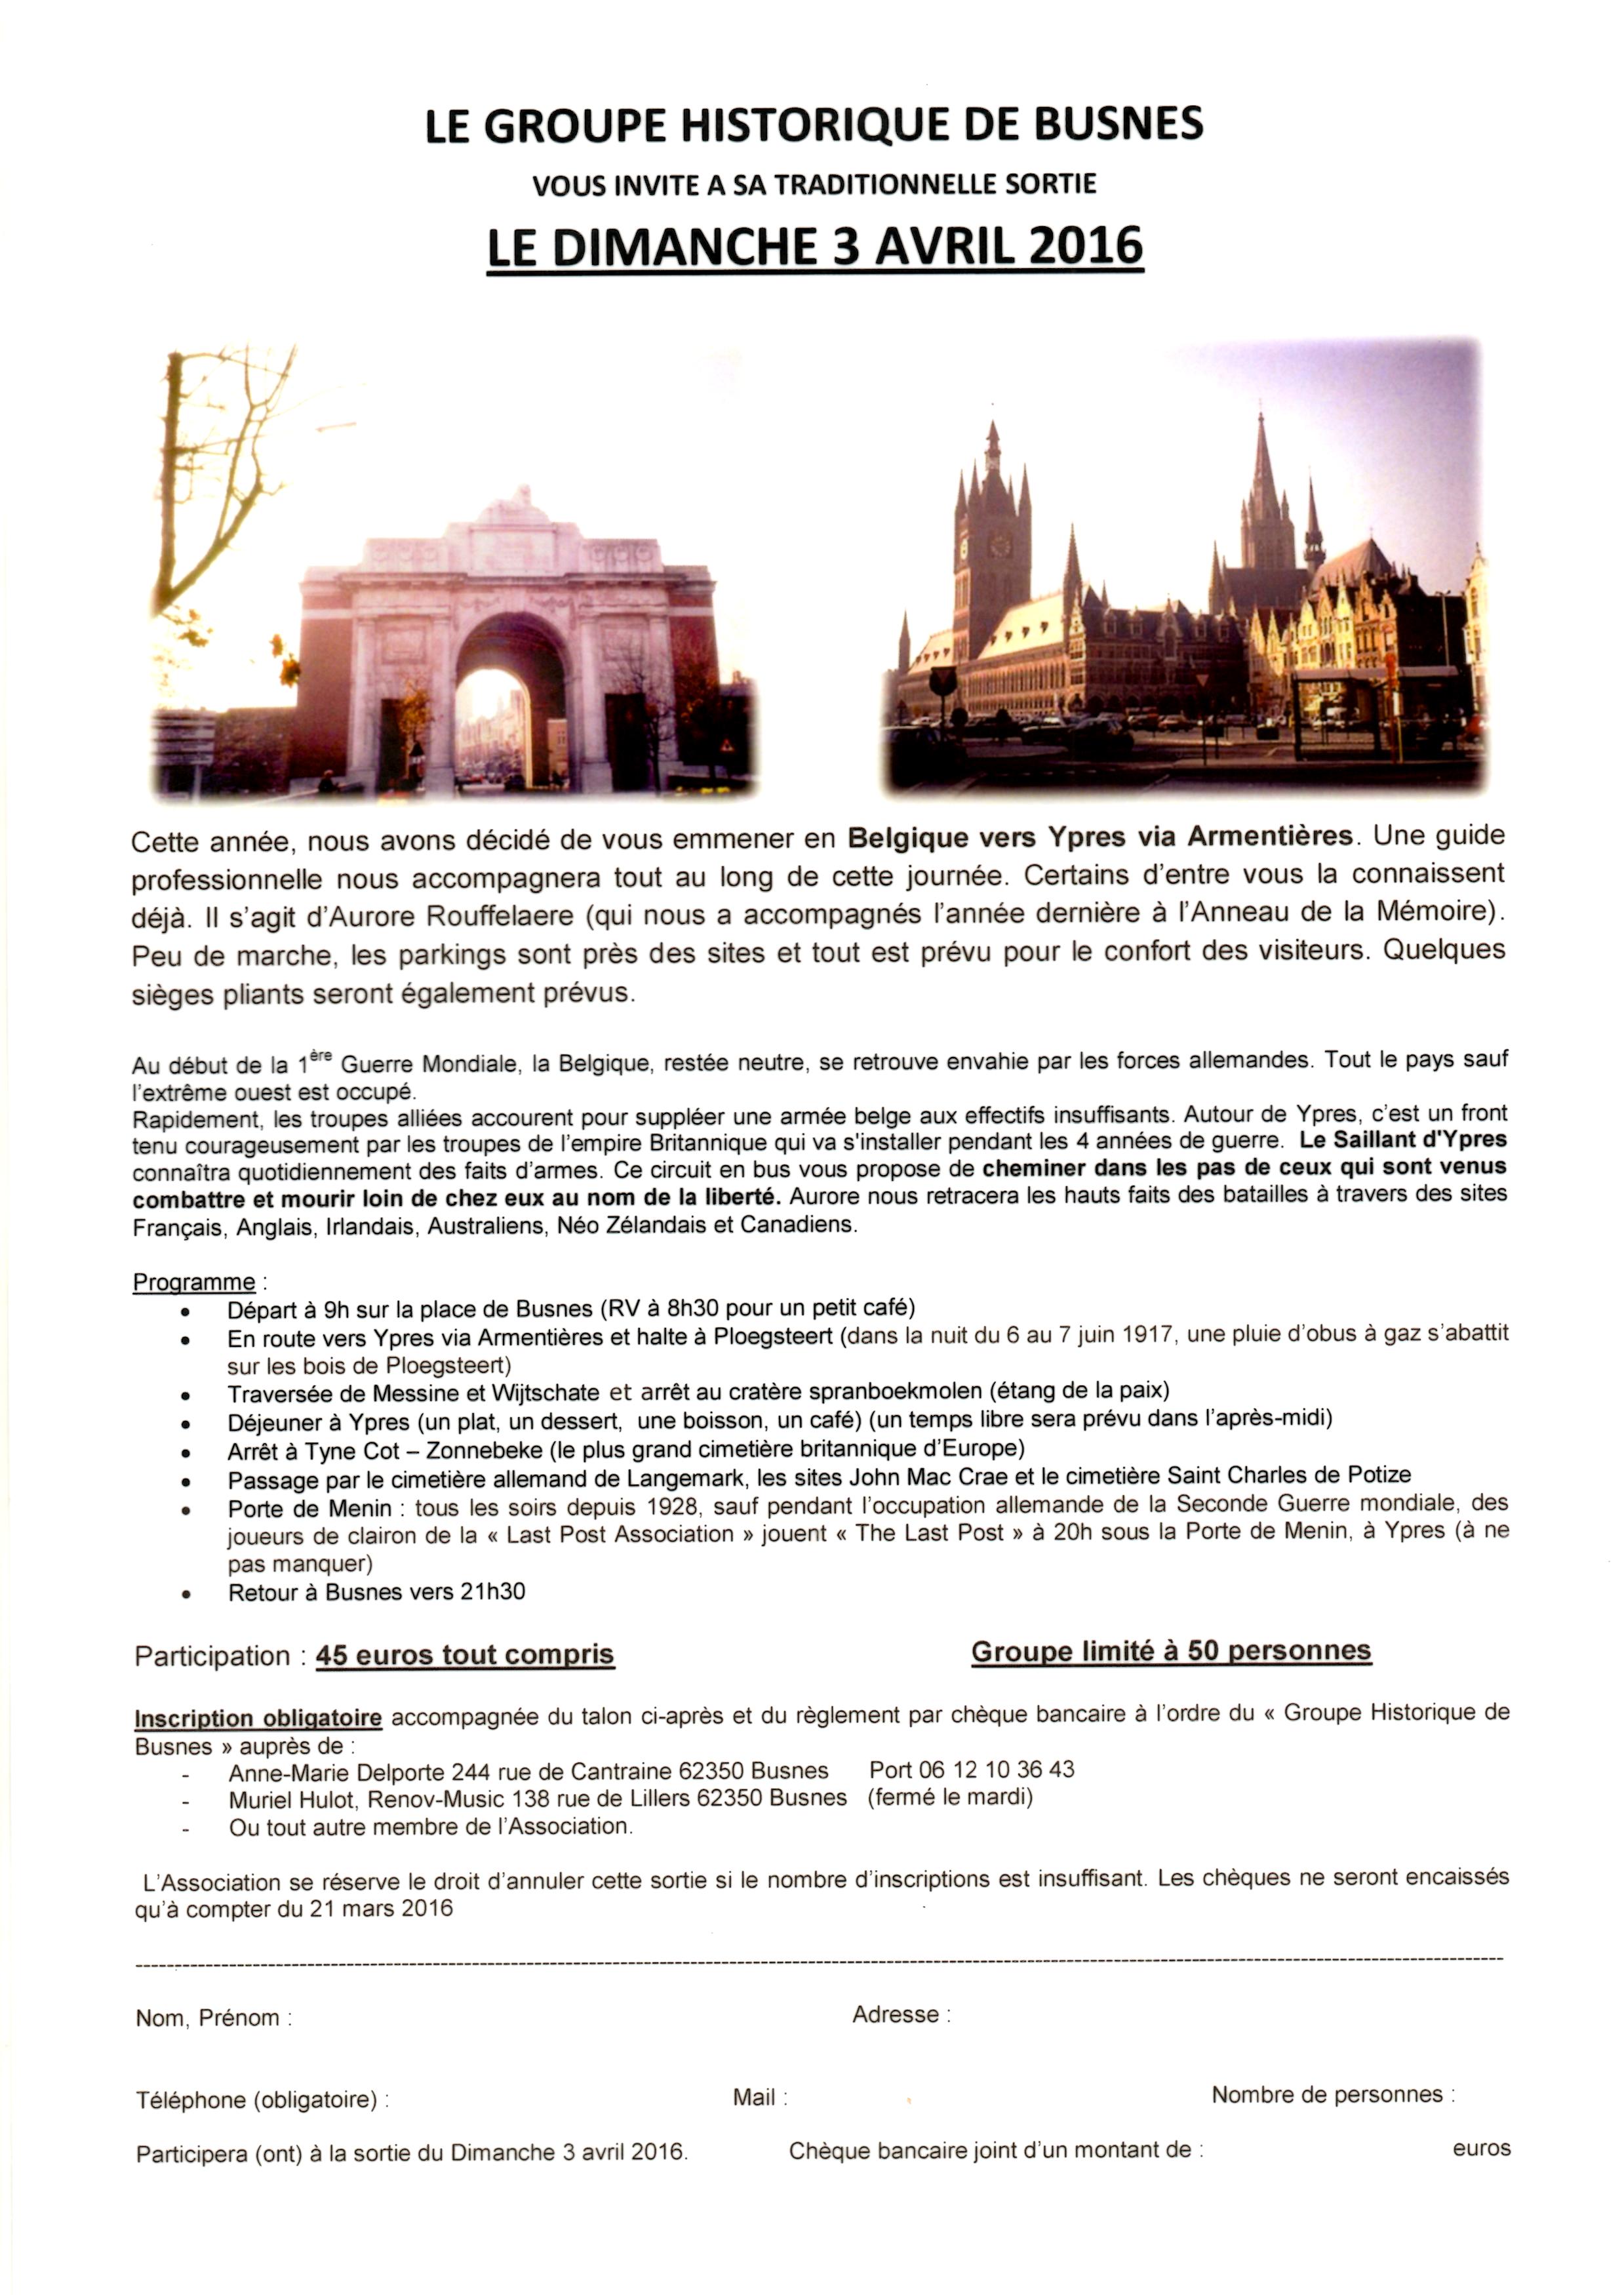 LE GROUPE HISTORIQUE DE BUSNES
VOUS INVITE A SA TRADITIONNELLE SORTIE
LE DIMANCHE 3 AVRIL 2016
Cette année, nous avons décidé de vous emmener en Belgique vers Ypres via Armentières. Une guide
professionnelle nous accompagnera tout au long de cette journée. Certains d’entre vous la connaissent
déjà. Il s’agit d’Aurore Rouffelaere (qui nous a accompagnés l’année dernière à l’Anneau de la Mémoire).
Peu de marche, les parkings sont près des sites et tout est prévu pour le confort des visiteurs. Quelques
sièges pliants seront également prévus.
Au début de la 1ère Guerre Mondiale, la Belgique, restée neutre, se retrouve envahie par les forces allemandes. Tout le pays sauf
l’extrême ouest est occupé.
Rapidement, les troupes alliées accourent pour suppléer une armée belge aux effectifs insuffisants. Autour de Ypres, c’est un front
tenu courageusement par les troupes de l’empire Britannique qui va s'installer pendant les 4 années de guerre. Le Saillant d'Ypres
connaîtra quotidiennement des faits d’armes. Ce circuit en bus vous propose de cheminer dans les pas de ceux qui sont venus
combattre et mourir loin de chez eux au nom de la liberté. Aurore nous retracera les hauts faits des batailles à travers des sites
Français, Anglais, Irlandais, Australiens, Néo Zélandais et Canadiens.
Programme :
• Départ à 9h sur la place de Busnes (RV à 8h30 pour un petit café)
• En route vers Ypres via Armentières et halte à Ploegsteert (dans la nuit du 6 au 7 juin 1917, une pluie d’obus à gaz s’abattit
sur les bois de Ploegsteert)
• Traversée de Messine et Wijtschate et arrêt au cratère spranboekmolen (étang de la paix)
• Déjeuner à Ypres (un plat, un dessert, une boisson, un café) (un temps libre sera prévu dans l’après-midi)
• Arrêt à Tyne Cot – Zonnebeke (le plus grand cimetière britannique d’Europe)
• Passage par le cimetière allemand de Langemark, les sites John Mac Crae et le cimetière Saint Charles de Potize
• Porte de Menin : tous les soirs depuis 1928, sauf pendant l’occupation allemande de la Seconde Guerre mondiale, des
joueurs de clairon de la « Last Post Association » jouent « The Last Post » à 20h sous la Porte de Menin, à Ypres (à ne
pas manquer)
• Retour à Busnes vers 21h30
Participation : 45 euros tout compris Groupe limité à 50 personnes
Inscription obligatoire accompagnée du talon ci-après et du règlement par chèque bancaire à l’ordre du « Groupe Historique de
Busnes » auprès de :
- Anne-Marie Delporte 244 rue de Cantraine 62350 Busnes Port 06 12 10 36 43
- Muriel Hulot, Renov-Music 138 rue de Lillers 62350 Busnes (fermé le mardi)
- Ou tout autre membre de l’Association.
L’Association se réserve le droit d’annuler cette sortie si le nombre d’inscriptions est insuffisant. Les chèques ne seront encaissés
qu’à compter du 21 mars 2016
Nom, Prénom : Adresse :
Téléphone (obligatoire) : Mail : Nombre de personnes :
Participera (ont) à la sortie du Dimanche 3 avril 2016. Chèque bancaire joint d’un montant de : euros